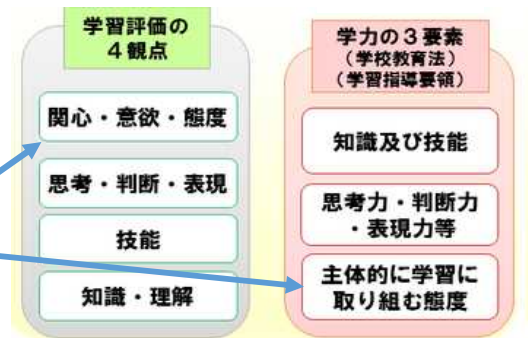 学習評価の
4観点
関心・意欲・態度
思考・判断・表現
技能
知識・理解
学力の3要素
(学校教育法)
(学習指導要領)
知識及び技能
思考力・判断力
・表現力等
主体的に学習に
取り組む態度